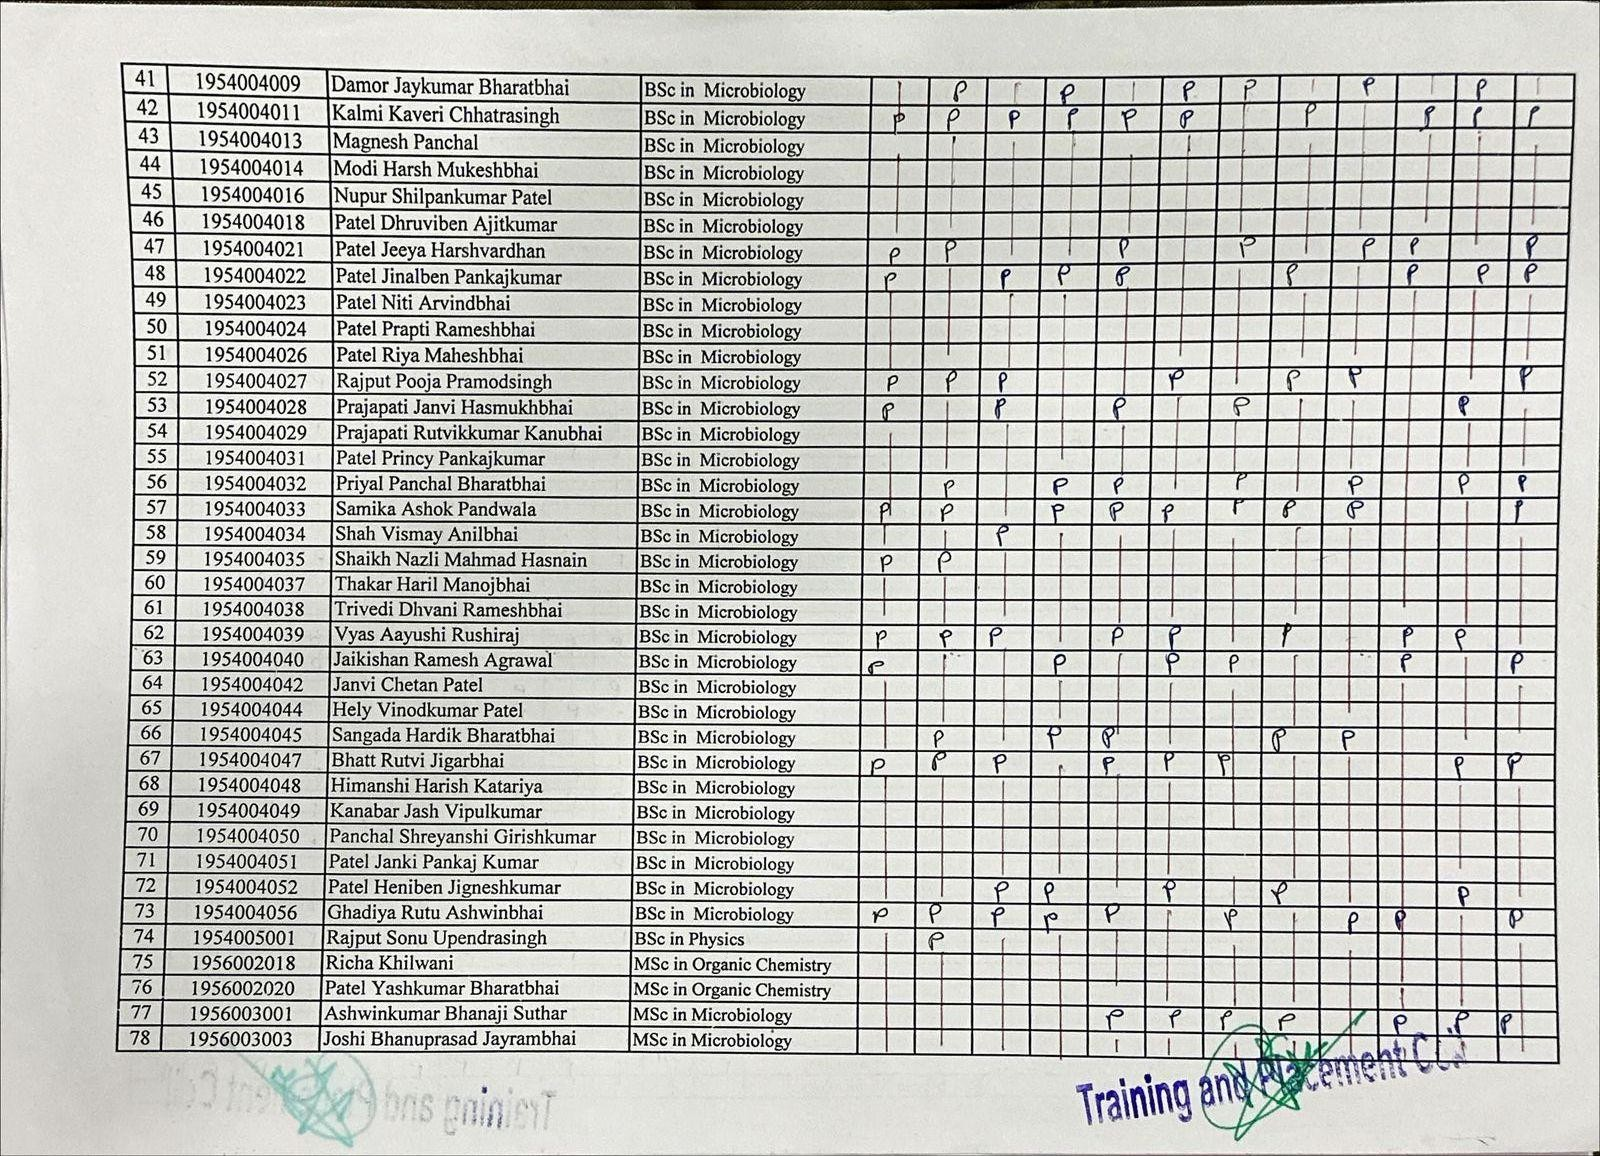 41 1954004009 Damor Jaykumar Bharatbhai BSc in Microbiology P P P P P P
42 1954004011 Kalmi Kaveri Chhatrasingh BSc in Microbiology P P P P P P P P P P
43 1954004013 Magnesh Panchal BSc in Microbiology
44 1954004014 Modi Harsh Mukeshbhai BSc in Microbiology
45 1954004016 Nupur Shilpankumar Patel BSc in Microbiology
46 1954004018 Patel Dhruviben Ajitkumar BSc in Microbiology
47 1954004021 Patel Jeeya Harshvardhan BSc in Microbiology P P P P P P P
48 1954004022 Patel Jinalben Pankajkumar BSc in Microbiology P P P P P P P P
49 1954004023 Patel Niti Arvindbhai BSc in Microbiology
50 1954004024 Patel Prapti Rameshbhai BSc in Microbiology
51 1954004026 Patel Riya Maheshbhai BSc in Microbiology
52 1954004027 Rajput Pooja Pramodsingh BSc in Microbiology P P P P P P P
53 1954004028 Prajapati Janvi Hasmukhbhai BSc in Microbiology P P P P P
54 1954004029 Prajapati Rutvikkumar Kanubhai BSc in Microbiology
55 1954004031 Patel Princy Pankajkumar BSc in Microbiology
56 1954004032 Priyal Panchal Bharatbhai BSc in Microbiology P P P P P P P
57 1954004033 Samika Ashok Pandwala BSc in Microbiology P P P P P P P P P
58 1954004034 Shah Vismay Anilbhai BSc in Microbiology P
59 1954004035 Shaikh Nazli Mahmad Hasnain BSc in Microbiology P P
60 1954004037 Thakar Haril Manojbhai BSc in Microbiology
61 1954004038 Trivedi Dhvani Rameshbhai BSc in Microbiology
62 1954004039 Vyas Aayushi Rushiraj BSc in Microbiology P P P P P P P P
63 1954004040 Jaikishan Ramesh Agrawal BSc in Microbiology P P P P P P
64 1954004042 Janvi Chetan Patel BSc in Microbiology
65 1954004044 Hely Vinodkumar Patel BSc in Microbiology
66 1954004045 Sangada Hardik Bharatbhai BSc in Microbiology P P P P P
67 1954004047 Bhatt Rutvi Jigarbhai BSc in Microbiology P P P P P P P P
68 1954004048 Himanshi Harish Katariya BSc in Microbiology
69 1954004049 Kanabar Jash Vipulkumar BSc in Microbiology
70 1954004050 Panchal Shreyanshi Girishkumar BSc in Microbiology
71 1954004051 Patel Janki Pankaj Kumar BSc in Microbiology
72 1954004052 Patel Heniben Jigneshkumar BSc in Microbiology P P P P P
73 1954004056 Ghadiya Rutu Ashwinbhai BSc in Microbiology P P P P P P P P P
74 1954005001 Rajput Sonu Upendrasingh BSc in Physics P
75 1956002018 Richa Khilwani MSc in Organic Chemistry
76 1956002020 Patel Yashkumar Bharatbhai MSc in Organic Chemistry
77 1956003001 Ashwinkumar Bhanaji Suthar MSc in Microbiology P P P P P P P
78 1956003003 Joshi Bhanuprasad Jayrambhai MSc in Microbiology
Training and Placement Cell